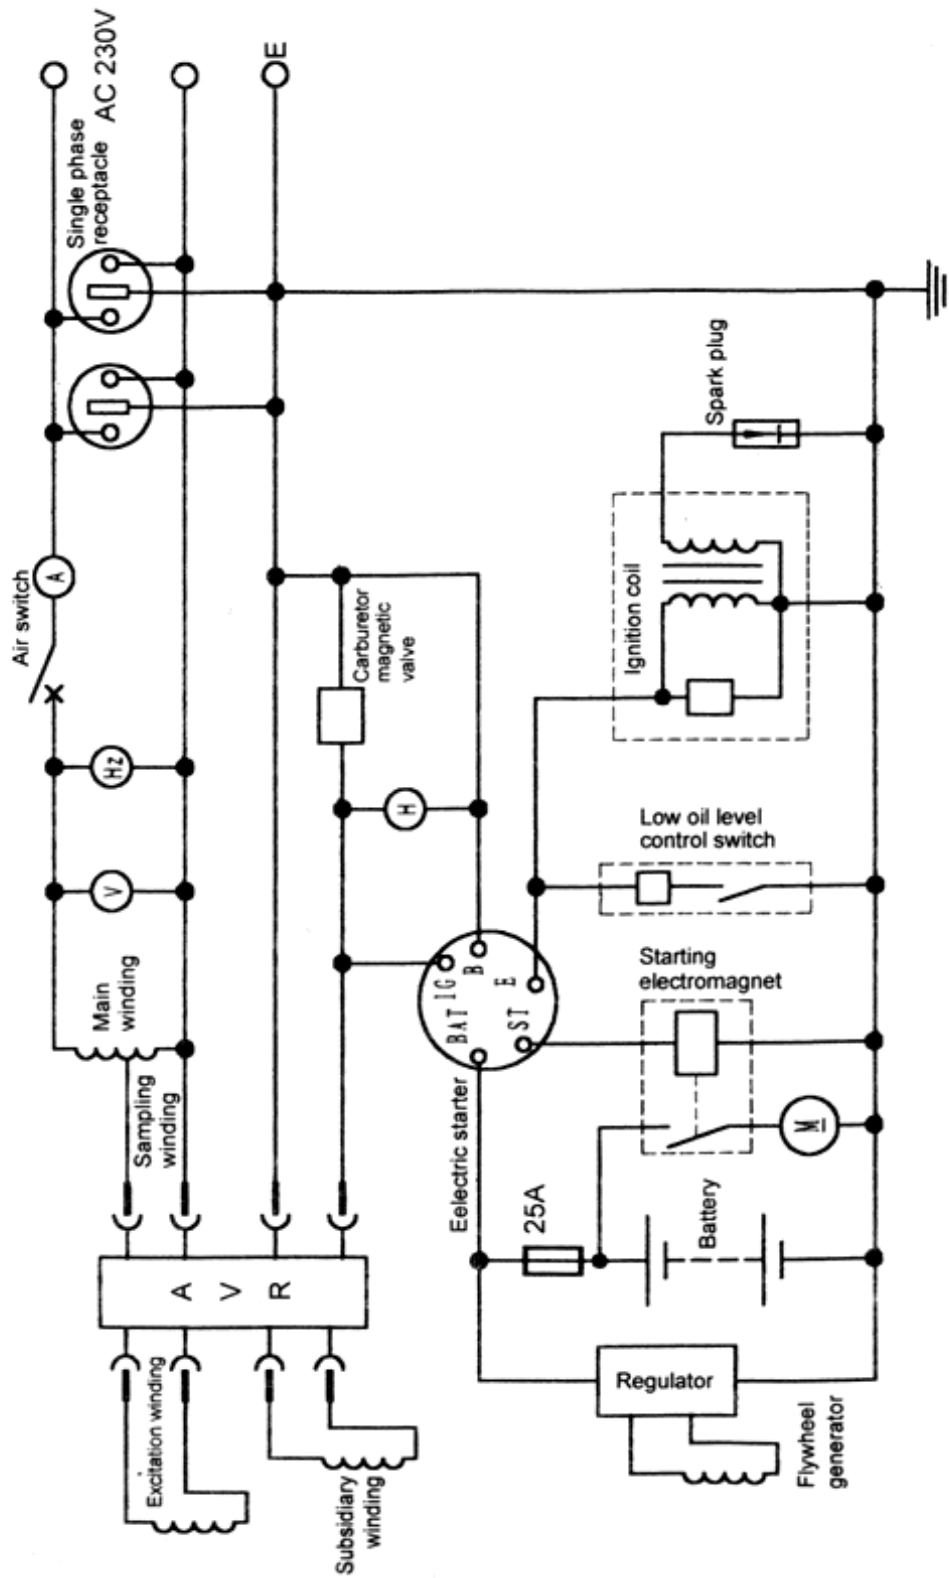 Single phase
receptacle
AC 230V
E
Air switch
A
Hz
V
Main
winding
Sampling
winding
A V R
Excitation winding
Subsidiary
winding
Carburetor
magnetic
valve
H
Eelectric starter
BAT
IG
B
E
ST
25A
Battery
Regulator
Flywheel
generator
Starting
electromagnet
M
Low oil level
control switch
Ignition coil
Spark plug